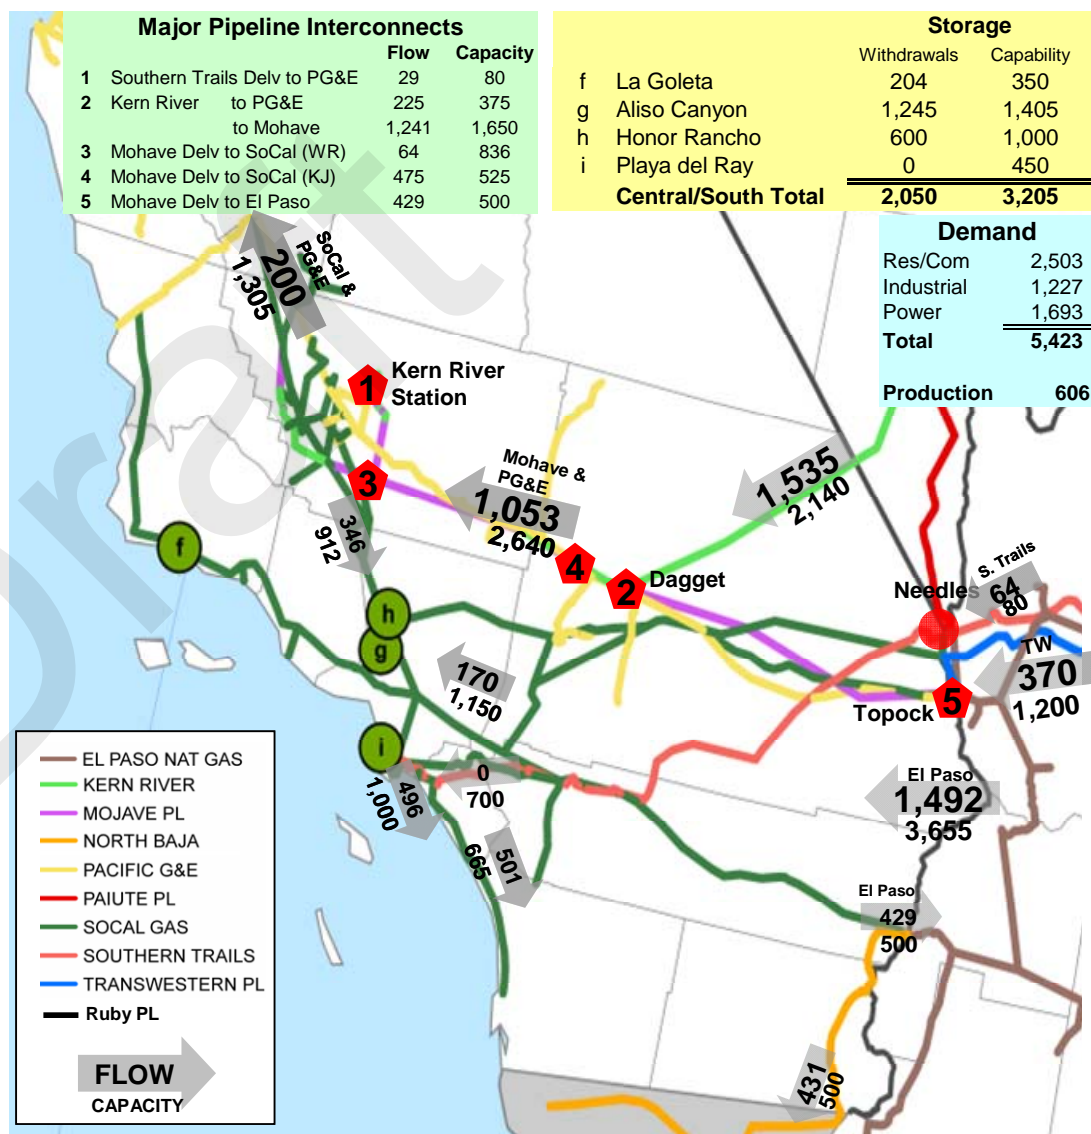 Major Pipeline Interconnects
Flow Capacity
1 Southern Trails Delv to PG&E 29 80
2 Kern River to PG&E 225 375
to Mohave 1,241 1,650
3 Mohave Delv to SoCal (WR) 64 836
4 Mohave Delv to SoCal (KJ) 475 525
5 Mohave Delv to El Paso 429 500
Storage
Withdrawals Capability
f La Goleta 204 350
g Aliso Canyon 1,245 1,405
h Honor Rancho 600 1,000
i Playa del Ray 0 450
Central/South Total 2,050 3,205
Demand
Res/Com 2,503
Industrial 1,227
Power 1,693
Total 5,423
Production 606
SoCal &
PG&E
200
1,305
1
Kern River
Station
3
Mohave &
PG&E
1,053
2,640
1,535
2,140
346
912
4
2
Dagget
f
h
g
i
Needles
S. Trails
64
80
TW
370
1,200
5
Topock
170
1,150
0
700
496
1,000
501
665
El Paso
1,492
3,655
El Paso
429
500
431
500
EL PASO NAT GAS
KERN RIVER
MOJAVE PL
NORTH BAJA
PACIFIC G&E
PAIUTE PL
SOCAL GAS
SOUTHERN TRAILS
TRANSWESTERN PL
Ruby PL
FLOW
CAPACITY
Draft